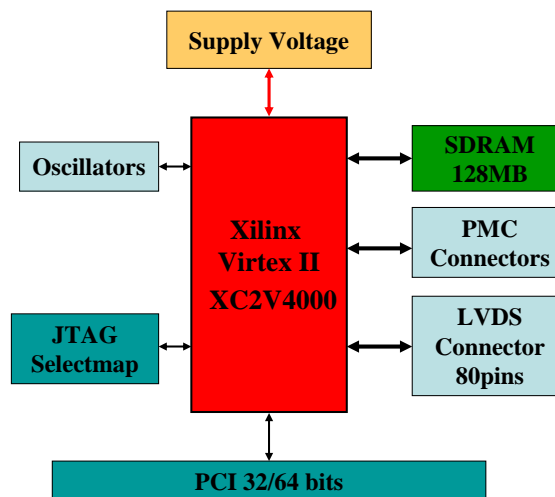 Supply Voltage
Oscillators
SDRAM
128MB
Xilinx
Virtex II
XC2V4000
PMC
Connectors
JTAG
Selectmap
LVDS
Connector
80pins
PCI 32/64 bits